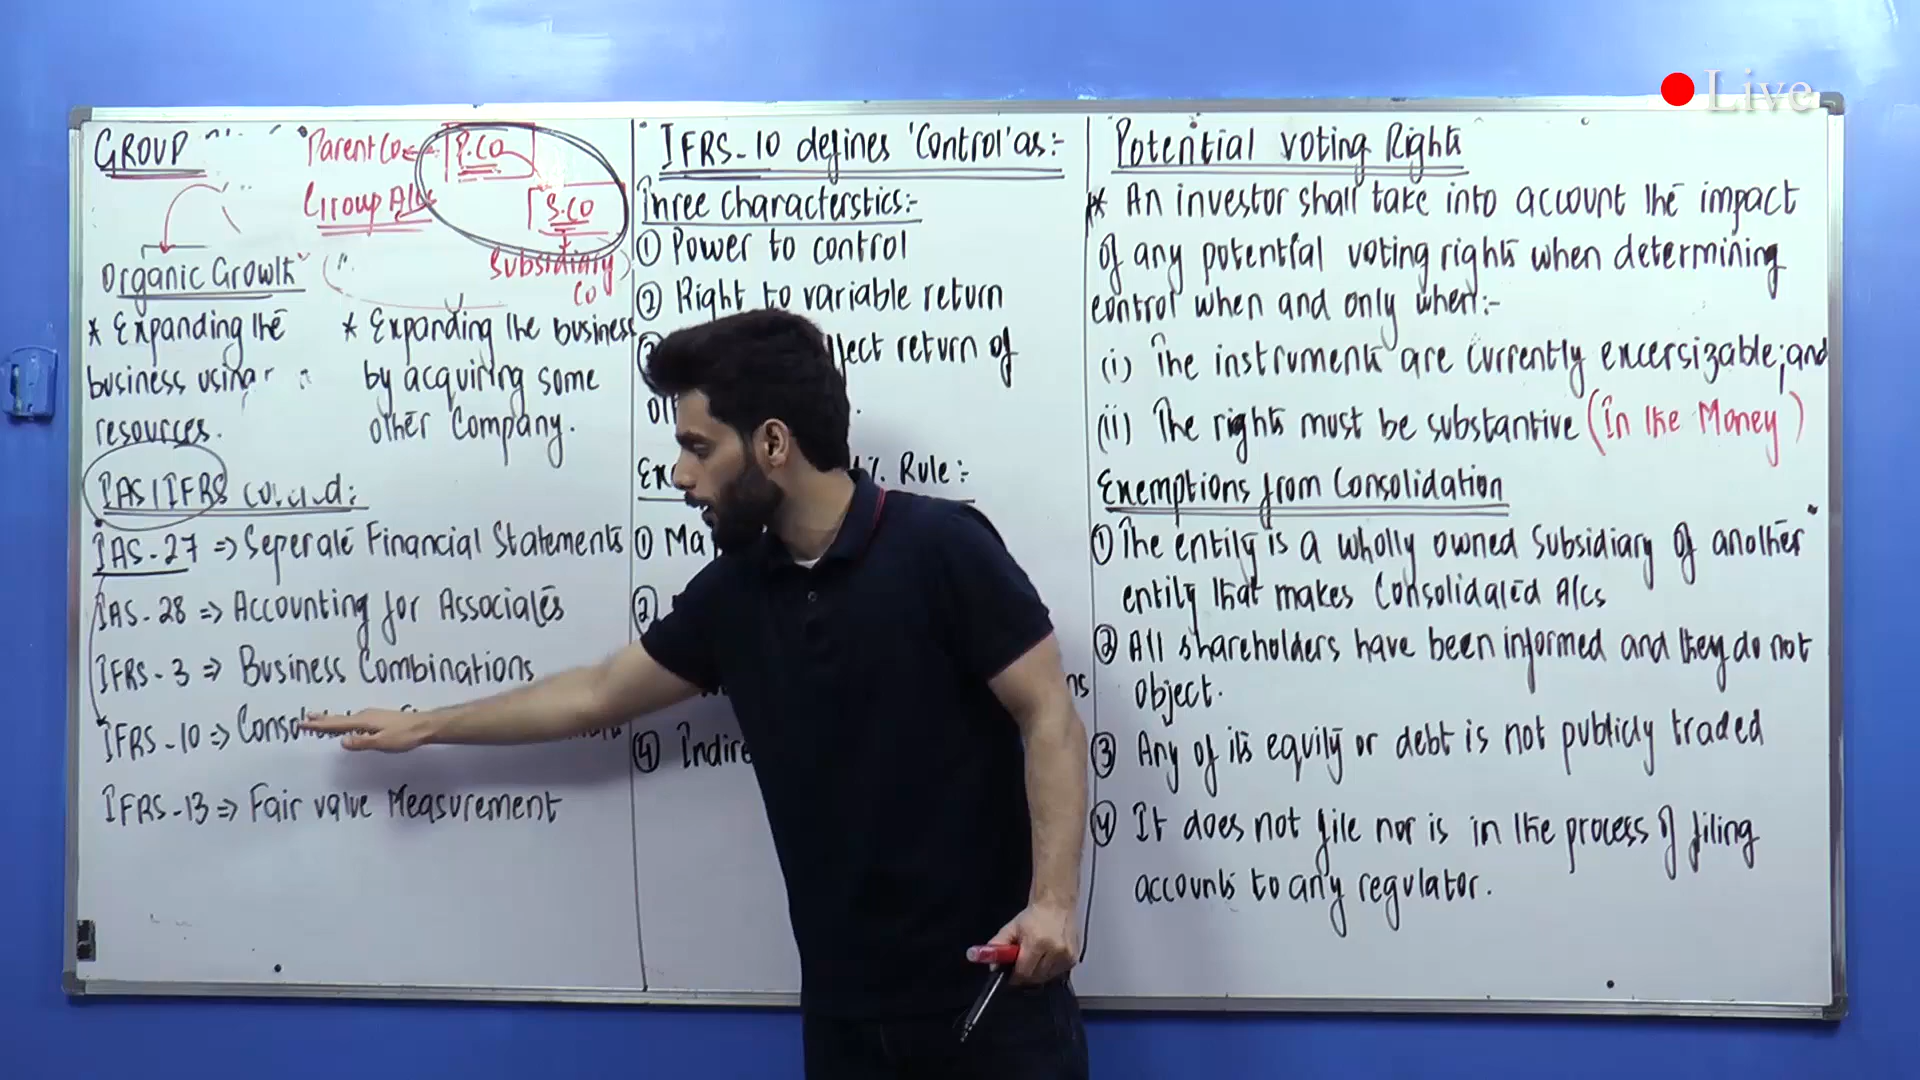 Live
GROUP
Parent Co
P.CO
Group A/cs
S.CO
Subsidiary
Co
Organic Growth
* Expanding the
business using
resources.
* Expanding the business
by acquiring some
other Company.
IAS/IFRS
IAS-27 => Seperate Financial Statements
IAS-28 => Accounting for Associates
IFRS-3 => Business Combinations
IFRS-10 =>
IFRS-13 => Fair value Measurement
IFRS-10 defines 'Control' as:-
Three Characterstics:-
① Power to control
② Right to variable return
return of
Rule:-
①
②
④
Potential Voting Rights
* An investor shall take into account the impact
of any potential voting rights when determining
control when and only when:-
(i) The instruments are currently excersizable; and
(ii) The rights must be substantive (In the Money)
Exemptions from Consolidation
① The entity is a wholly owned Subsidiary of another
entity that makes Consolidated A/Cs
② All shareholders have been informed and they do not
object.
③ Any of its equity or debt is not publicly traded
④ It does not file nor is in the process of filing
accounts to any regulator.